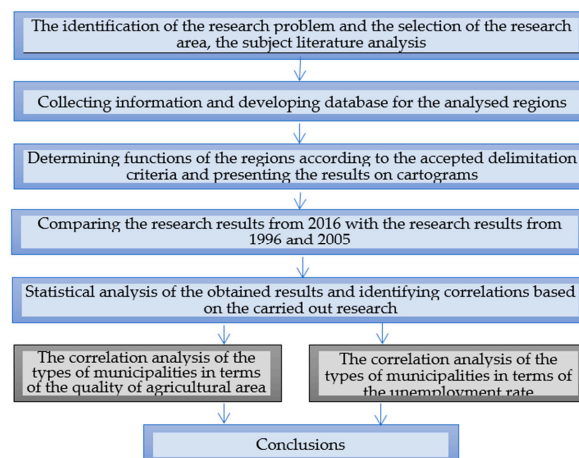 The identification of the research problem and the selection of the research
area, the subject literature analysis
Collecting information and developing database for the analysed regions
Determining functions of the regions according to the accepted delimitation
criteria and presenting the results on cartograms
Comparing the research results from 2016 with the research results from
1996 and 2005
Statistical analysis of the obtained results and identifying correlations based
on the carried out research
The correlation analysis of the
types of municipalities in terms
of the quality of agricultural area
The correlation analysis of the
types of municipalities in terms of
the unemployment rate
Conclusions